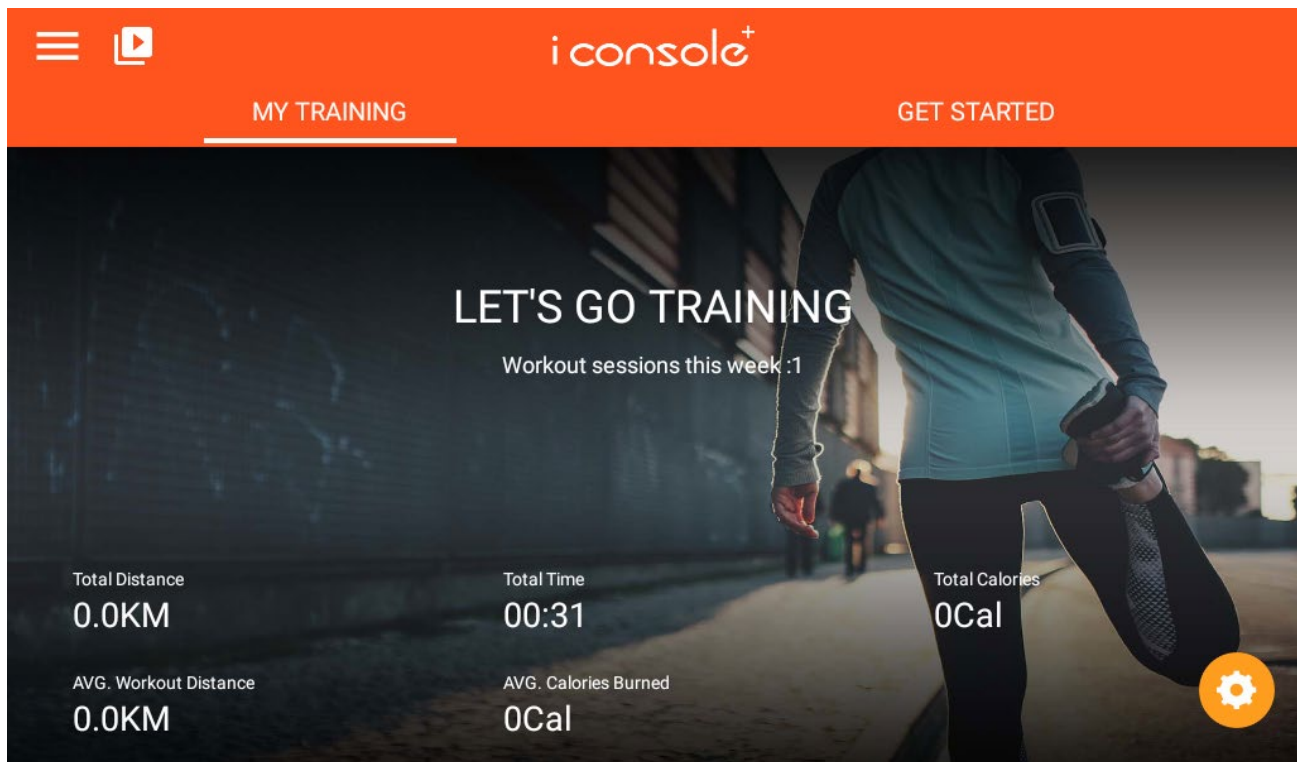 i console+
MY TRAINING
GET STARTED
LET'S GO TRAINING
Workout sessions this week :1
Total Distance
0.0KM
Total Time
00:31
Total Calories
0Cal
AVG. Workout Distance
0.0KM
AVG. Calories Burned
0Cal